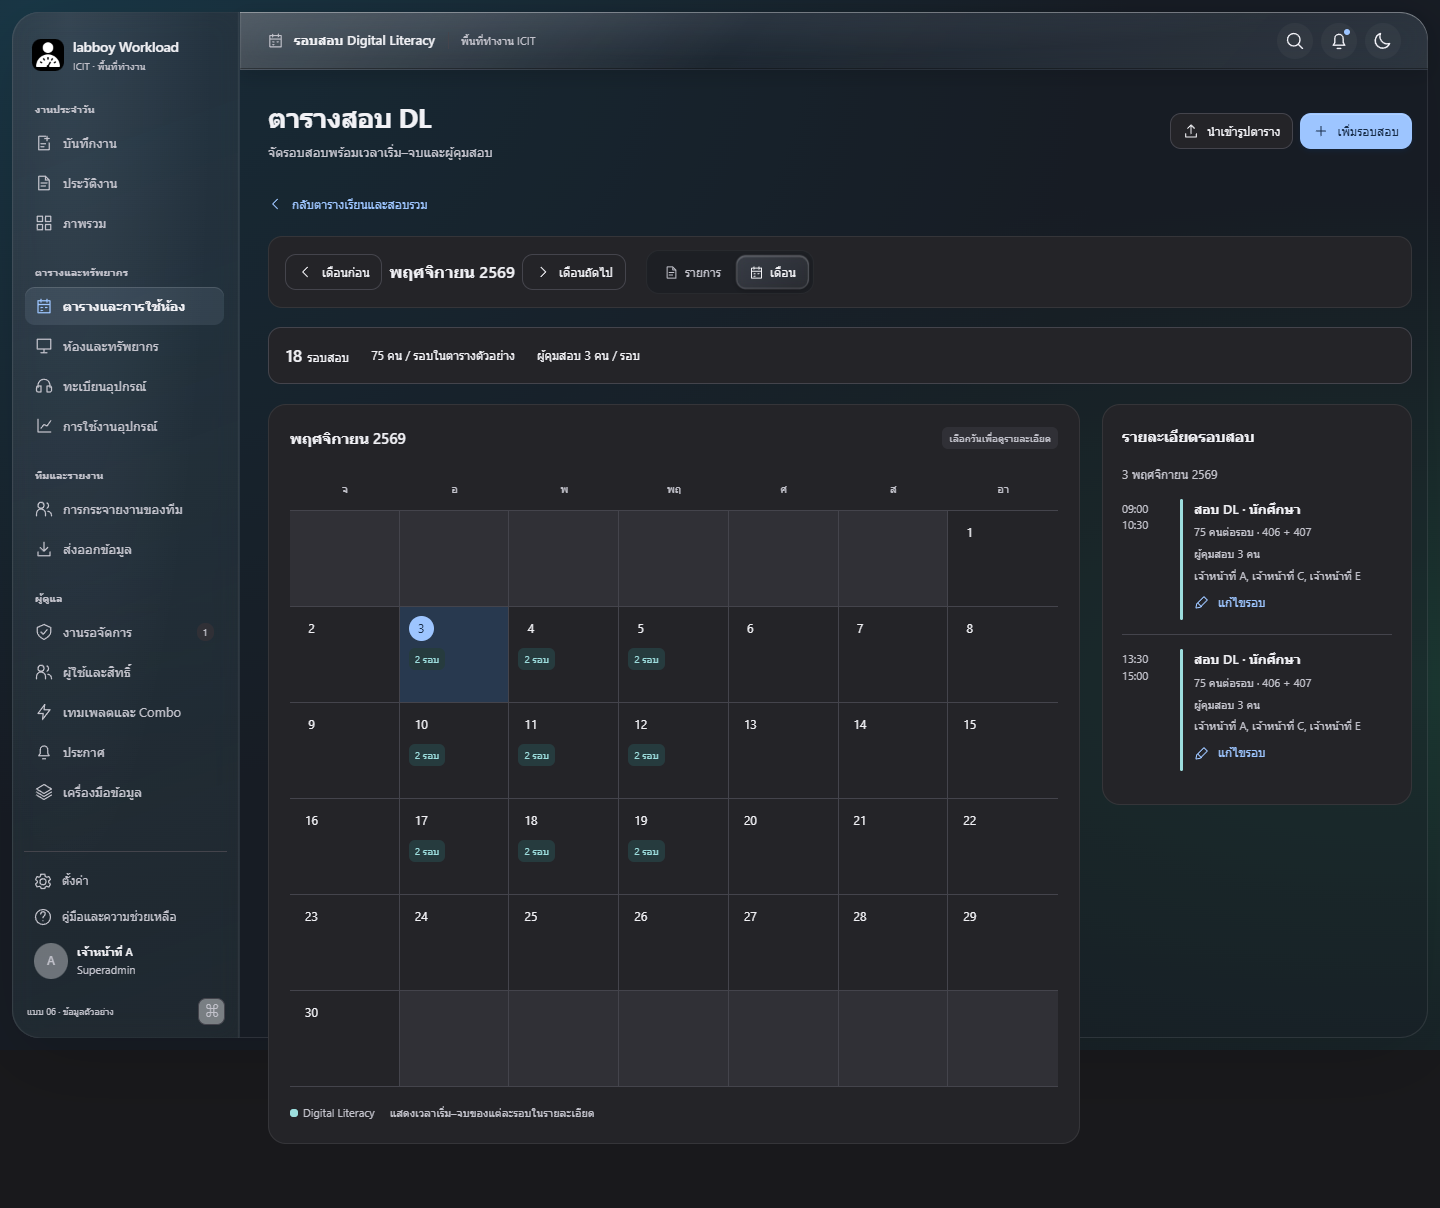 labboy Workload
ICIT · พื้นที่ทำงาน
งานประจำวัน
บันทึกงาน
ประวัติงาน
ภาพรวม
ตารางและทรัพยากร
ตารางและการใช้ห้อง
ห้องและทรัพยากร
ทะเบียนอุปกรณ์
การใช้งานอุปกรณ์
ทีมและรายงาน
การกระจายงานของทีม
ส่งออกข้อมูล
ผู้ดูแล
งานรอจัดการ 1
ผู้ใช้และสิทธิ์
เทมเพลตและ Combo
ประกาศ
เครื่องมือข้อมูล
ตั้งค่า
คู่มือและความช่วยเหลือ
A
เจ้าหน้าที่ A
Superadmin
แบบ 06 · ข้อมูลตัวอย่าง ⌘
รอบสอบ Digital Literacy พื้นที่ทำงาน ICIT
ตารางสอบ DL
จัดรอบสอบพร้อมเวลาเริ่ม–จบและผู้คุมสอบ
นำเข้ารูปตาราง
เพิ่มรอบสอบ
กลับตารางเรียนและสอบรวม
เดือนก่อน พฤศจิกายน 2569 เดือนถัดไป รายการ เดือน
18 รอบสอบ 75 คน / รอบในตารางตัวอย่าง ผู้คุมสอบ 3 คน / รอบ
พฤศจิกายน 2569 เลือกวันเพื่อดูรายละเอียด
จ อ พ พฤ ศ ส อา
1
2 3 4 5 6 7 8
2 รอบ 2 รอบ 2 รอบ
9 10 11 12 13 14 15
2 รอบ 2 รอบ 2 รอบ
16 17 18 19 20 21 22
2 รอบ 2 รอบ 2 รอบ
23 24 25 26 27 28 29
30
Digital Literacy แสดงเวลาเริ่ม–จบของแต่ละรอบในรายละเอียด
รายละเอียดรอบสอบ
3 พฤศจิกายน 2569
09:00 สอบ DL · นักศึกษา
10:30
75 คนต่อรอบ · 406 + 407
ผู้คุมสอบ 3 คน
เจ้าหน้าที่ A, เจ้าหน้าที่ C, เจ้าหน้าที่ E
แก้ไขรอบ
13:30 สอบ DL · นักศึกษา
15:00
75 คนต่อรอบ · 406 + 407
ผู้คุมสอบ 3 คน
เจ้าหน้าที่ A, เจ้าหน้าที่ C, เจ้าหน้าที่ E
แก้ไขรอบ